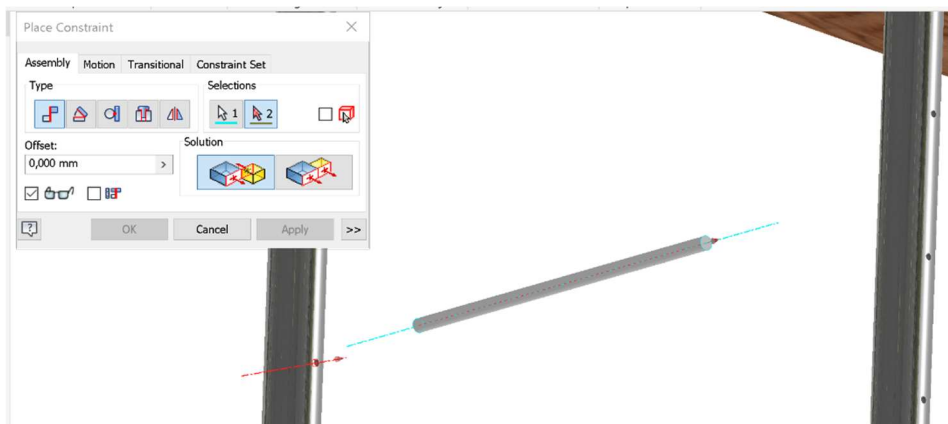 Place Constraint
Assembly Motion Transitional Constraint Set
Type
Selections
1 2
Offset:
Solution
0,000 mm
OK Cancel Apply >>